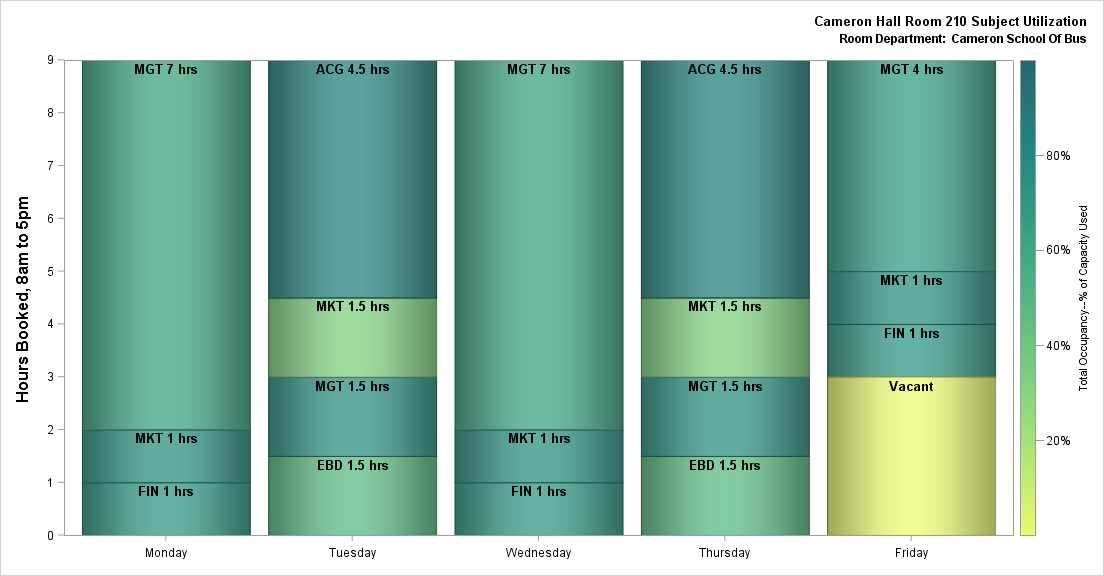 Cameron Hall Room 210 Subject Utilization
Room Department: Cameron School Of Bus
Hours Booked, 8am to 5pm
9
8
7
6
5
4
3
2
1
0
MGT 7 hrs
MKT 1 hrs
FIN 1 hrs
Monday
ACG 4.5 hrs
MKT 1.5 hrs
MGT 1.5 hrs
EBD 1.5 hrs
Tuesday
MGT 7 hrs
MKT 1 hrs
FIN 1 hrs
Wednesday
ACG 4.5 hrs
MKT 1.5 hrs
MGT 1.5 hrs
EBD 1.5 hrs
Thursday
MGT 4 hrs
MKT 1 hrs
FIN 1 hrs
Vacant
Friday
80%
60%
40%
20%
Total Occupancy--% of Capacity Used